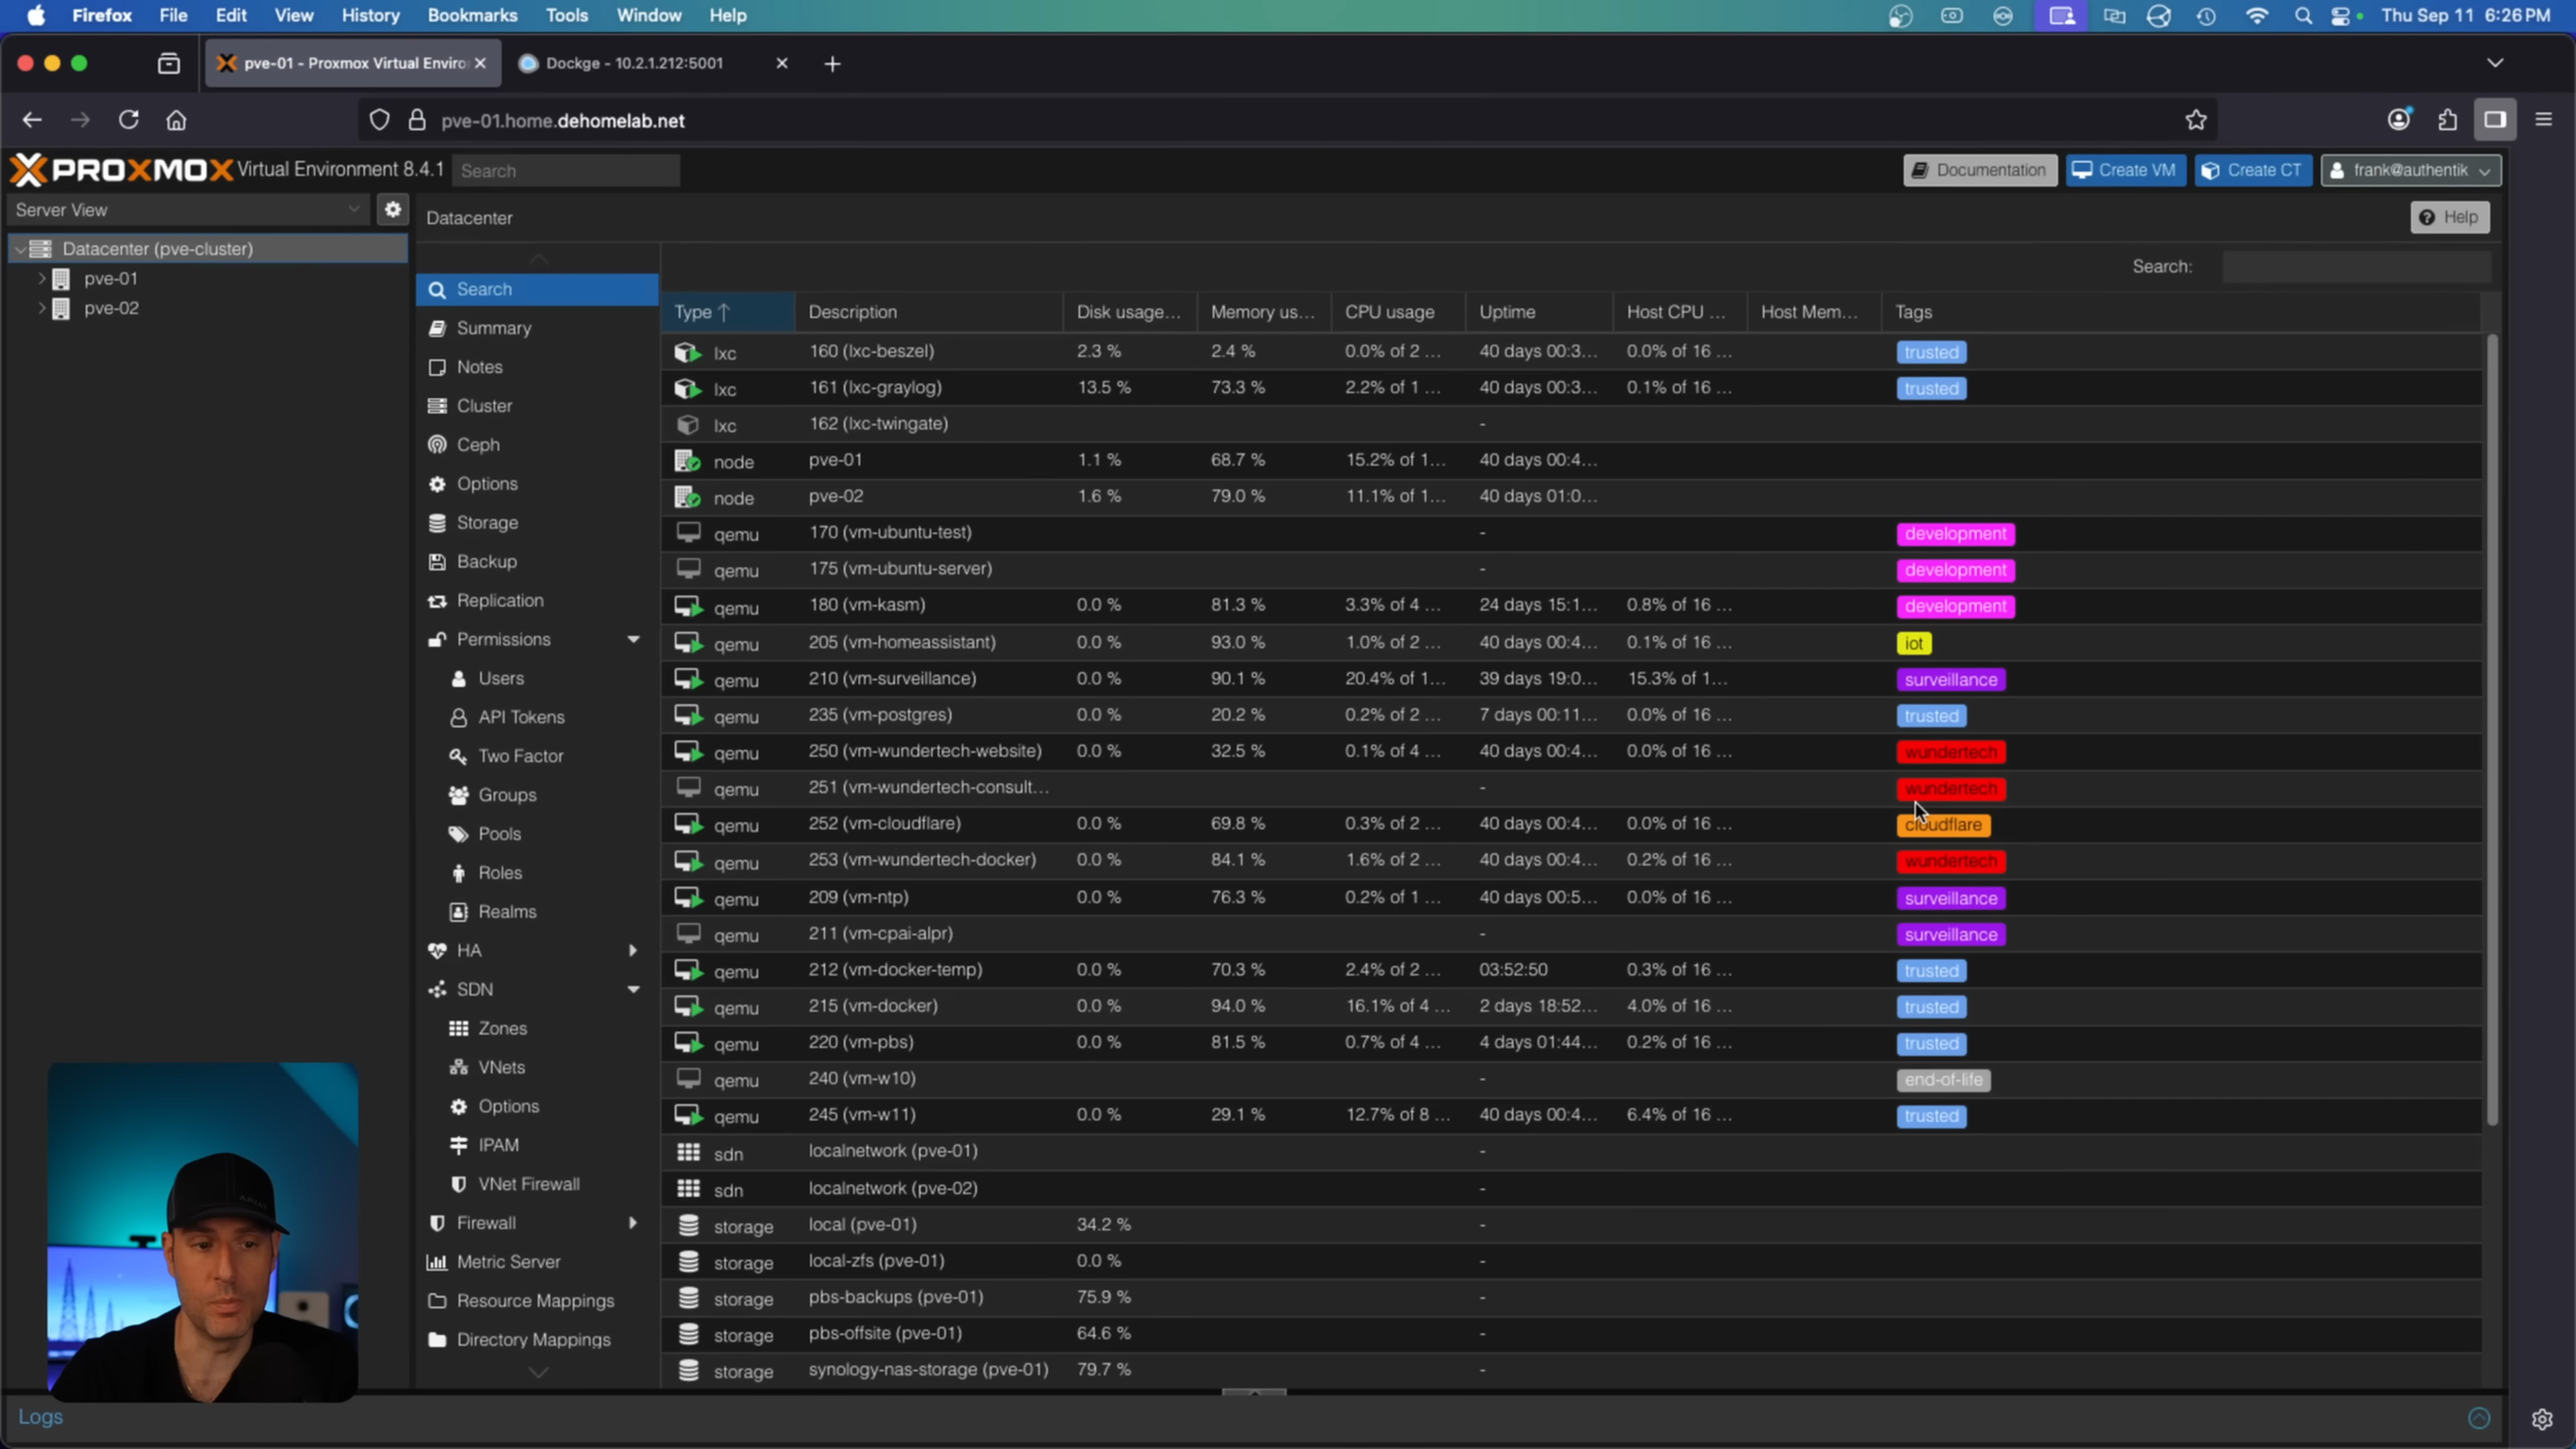 Firefox File Edit View History Bookmarks Tools Window Help Thu Sep 11 6:26 PM
pve-01 - Proxmox Virtual Enviro Dockge - 10.2.1.212:5001
pve-01.home.dehomelab.net
PROXMOX Virtual Environment 8.4.1 Search Documentation Create VM Create CT frank@authentik
Server View Datacenter Help
Datacenter (pve-cluster)
pve-01
pve-02
Search
Summary
Notes
Cluster
Ceph
Options
Storage
Backup
Replication
Permissions
Users
API Tokens
Two Factor
Groups
Pools
Roles
Realms
HA
SDN
Zones
VNets
Options
IPAM
VNet Firewall
Firewall
Metric Server
Resource Mappings
Directory Mappings
Search:
Type Description Disk usage... Memory us... CPU usage Uptime Host CPU ... Host Mem... Tags
lxc 160 (lxc-beszel) 2.3 % 2.4 % 0.0% of 2 ... 40 days 00:3... 0.0% of 16 ... trusted
lxc 161 (lxc-graylog) 13.5 % 73.3 % 2.2% of 1 ... 40 days 00:3... 0.1% of 16 ... trusted
lxc 162 (lxc-twingate) -
node pve-01 1.1 % 68.7 % 15.2% of 1... 40 days 00:4...
node pve-02 1.6 % 79.0 % 11.1% of 1... 40 days 01:0...
qemu 170 (vm-ubuntu-test) - development
qemu 175 (vm-ubuntu-server) - development
qemu 180 (vm-kasm) 0.0 % 81.3 % 3.3% of 4 ... 24 days 15:1... 0.8% of 16 ... development
qemu 205 (vm-homeassistant) 0.0 % 93.0 % 1.0% of 2 ... 40 days 00:4... 0.1% of 16 ... iot
qemu 210 (vm-surveillance) 0.0 % 90.1 % 20.4% of 1... 39 days 19:0... 15.3% of 1... surveillance
qemu 235 (vm-postgres) 0.0 % 20.2 % 0.2% of 2 ... 7 days 00:11... 0.0% of 16 ... trusted
qemu 250 (vm-wundertech-website) 0.0 % 32.5 % 0.1% of 4 ... 40 days 00:4... 0.0% of 16 ... wundertech
qemu 251 (vm-wundertech-consult... - wundertech
qemu 252 (vm-cloudflare) 0.0 % 69.8 % 0.3% of 2 ... 40 days 00:4... 0.0% of 16 ... cloudflare
qemu 253 (vm-wundertech-docker) 0.0 % 84.1 % 1.6% of 2 ... 40 days 00:4... 0.2% of 16 ... wundertech
qemu 209 (vm-ntp) 0.0 % 76.3 % 0.2% of 1 ... 40 days 00:5... 0.0% of 16 ... surveillance
qemu 211 (vm-cpai-alpr) - surveillance
qemu 212 (vm-docker-temp) 0.0 % 70.3 % 2.4% of 2 ... 03:52:50 0.3% of 16 ... trusted
qemu 215 (vm-docker) 0.0 % 94.0 % 16.1% of 4 ... 2 days 18:52... 4.0% of 16 ... trusted
qemu 220 (vm-pbs) 0.0 % 81.5 % 0.7% of 4 ... 4 days 01:44... 0.2% of 16 ... trusted
qemu 240 (vm-w10) - end-of-life
qemu 245 (vm-w11) 0.0 % 29.1 % 12.7% of 8 ... 40 days 00:4... 6.4% of 16 ... trusted
sdn localnetwork (pve-01) -
sdn localnetwork (pve-02) -
storage local (pve-01) 34.2 % -
storage local-zfs (pve-01) 0.0 % -
storage pbs-backups (pve-01) 75.9 % -
storage pbs-offsite (pve-01) 64.6 % -
storage synology-nas-storage (pve-01) 79.7 % -
Logs